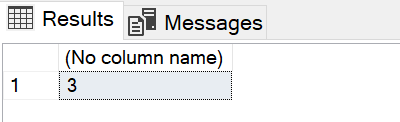 Results Messages
(No column name)
1 3